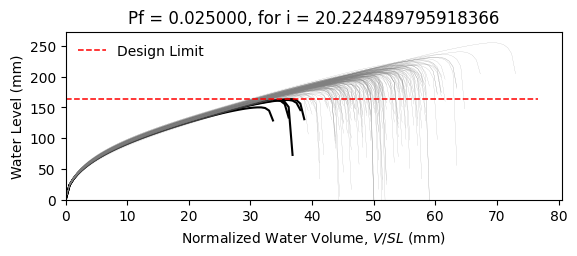 Pf = 0.025000, for i = 20.224489795918366
Design Limit
Water Level (mm)
250
200
150
100
50
0
0 10 20 30 40 50 60 70 80
Normalized Water Volume, V/SL (mm)